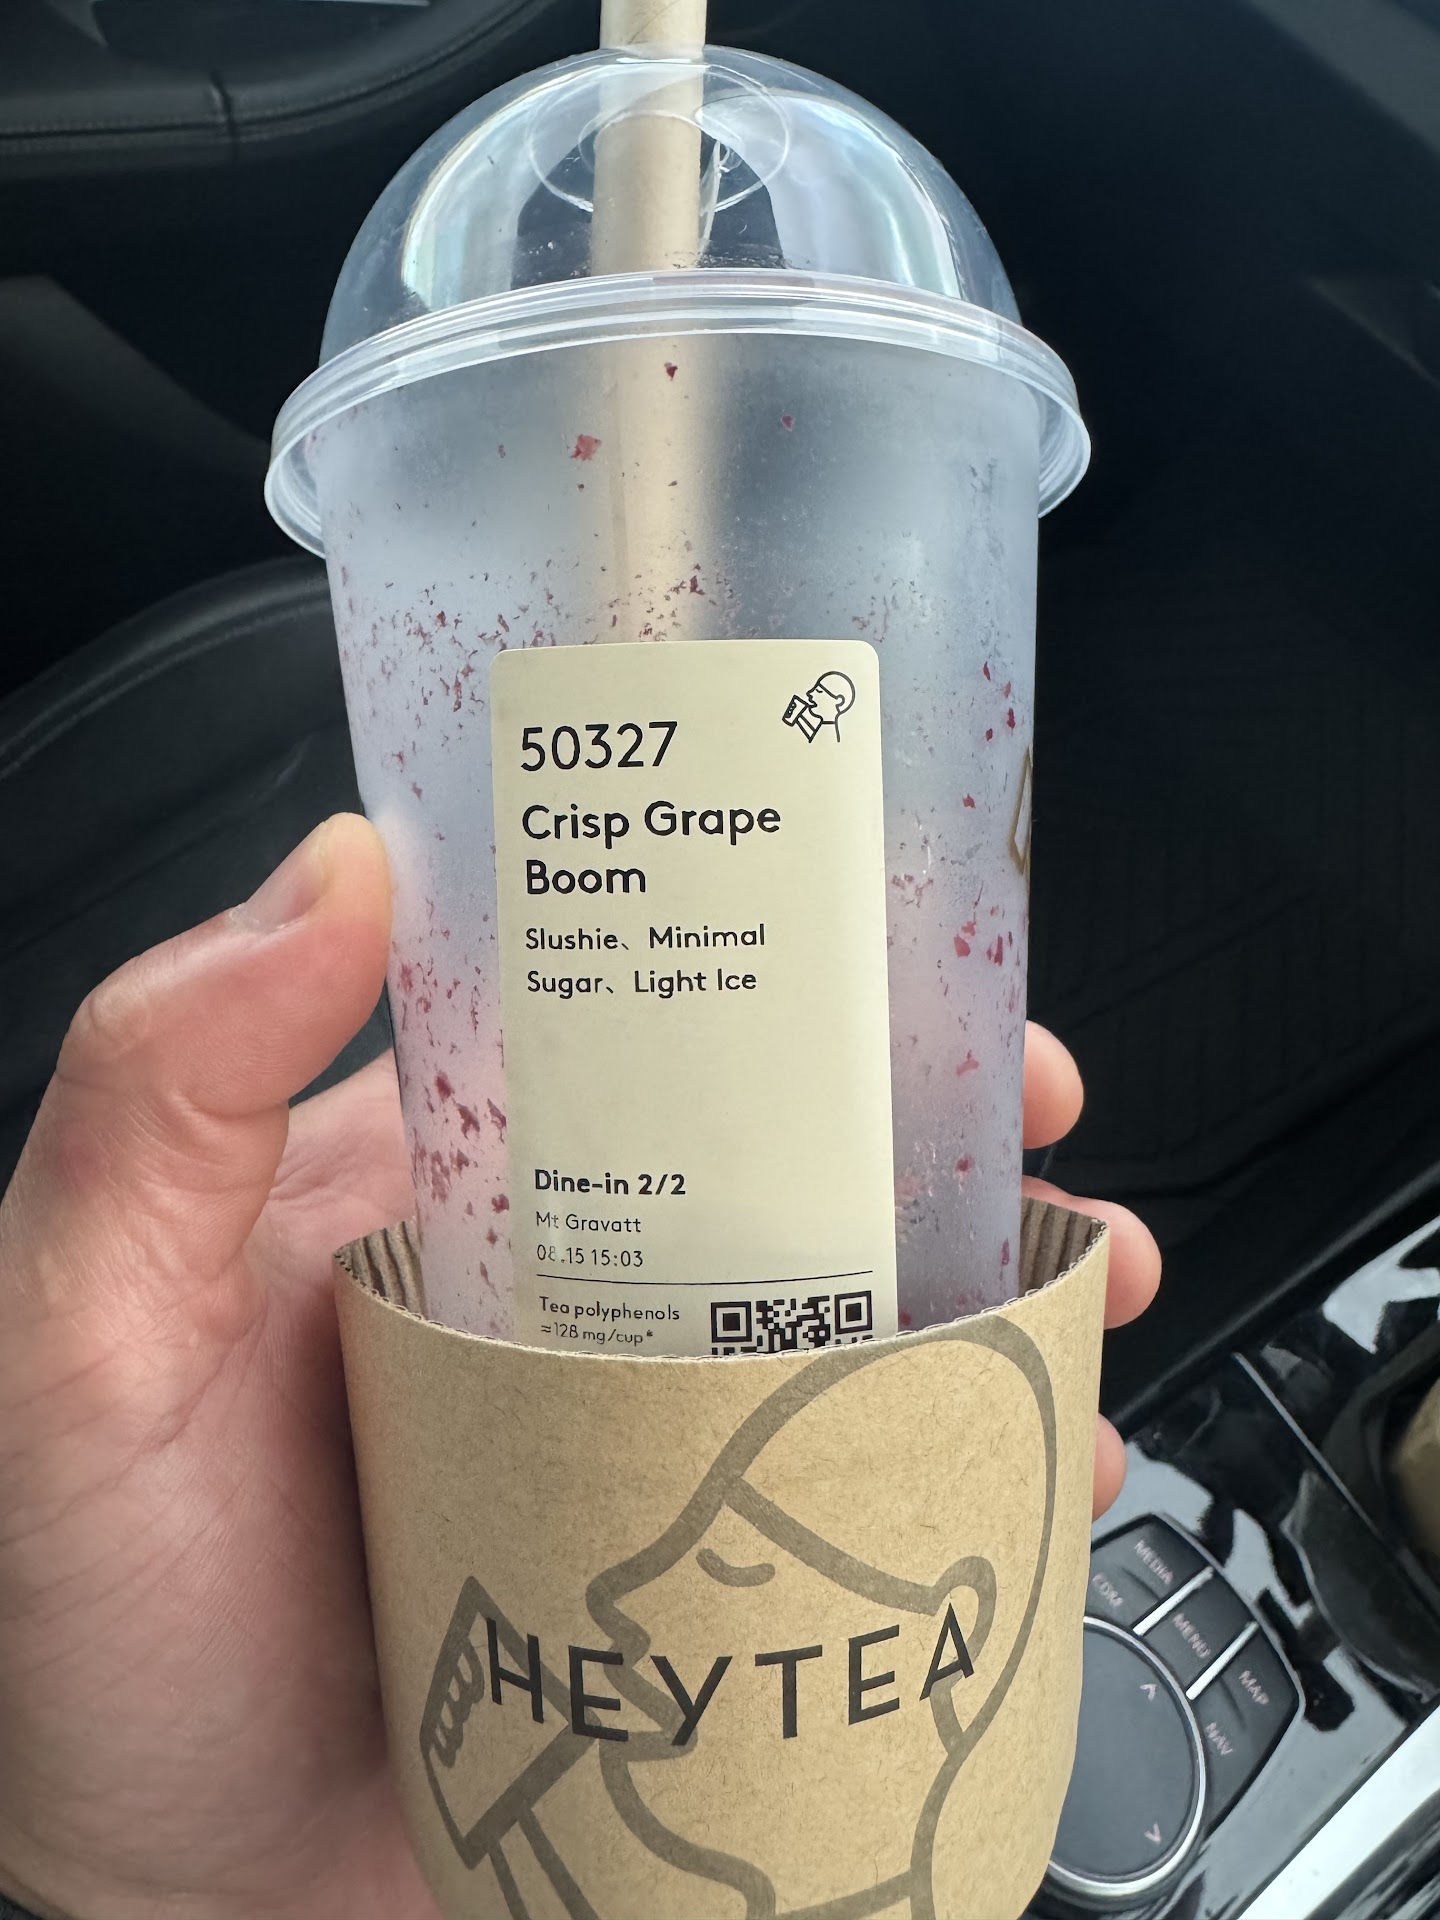 50327
Crisp Grape
Boom
Slushie、Minimal
Sugar、Light Ice
Dine-in 2/2
Mt Gravatt
08.15 15:03
Tea polyphenols
≈128 mg/cup*
HEYTEA
MEDIA
COM
MENU
MAP
NAV